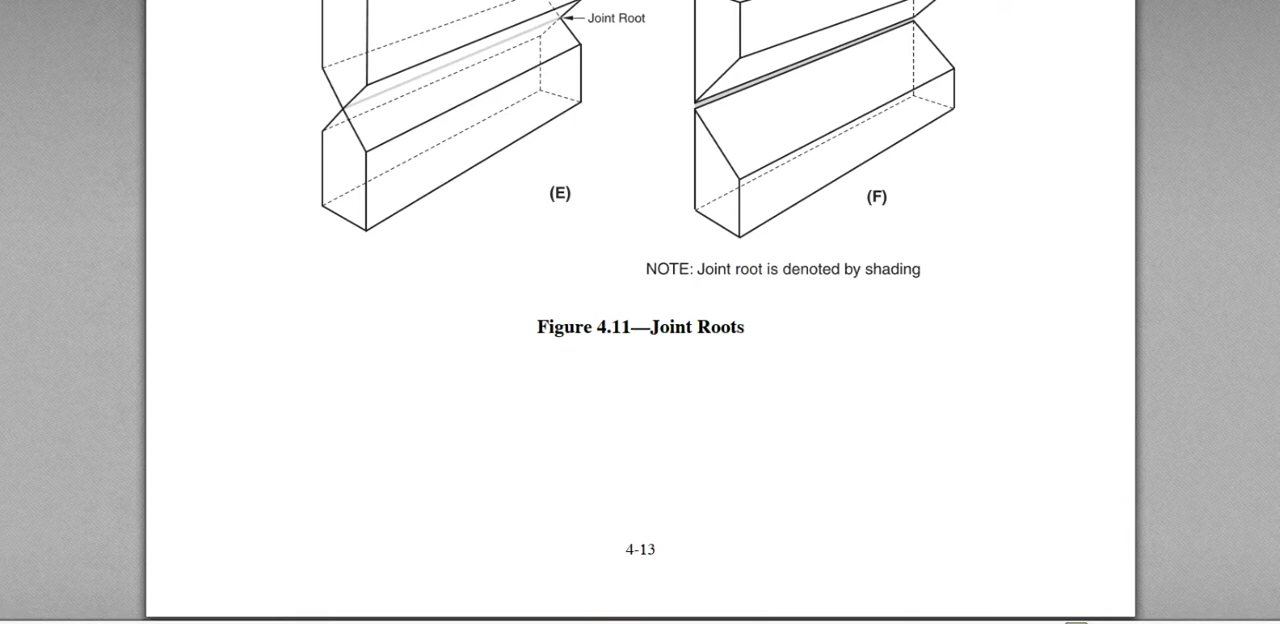 Joint Root
(E)
(F)
NOTE: Joint root is denoted by shading
Figure 4.11—Joint Roots
4-13